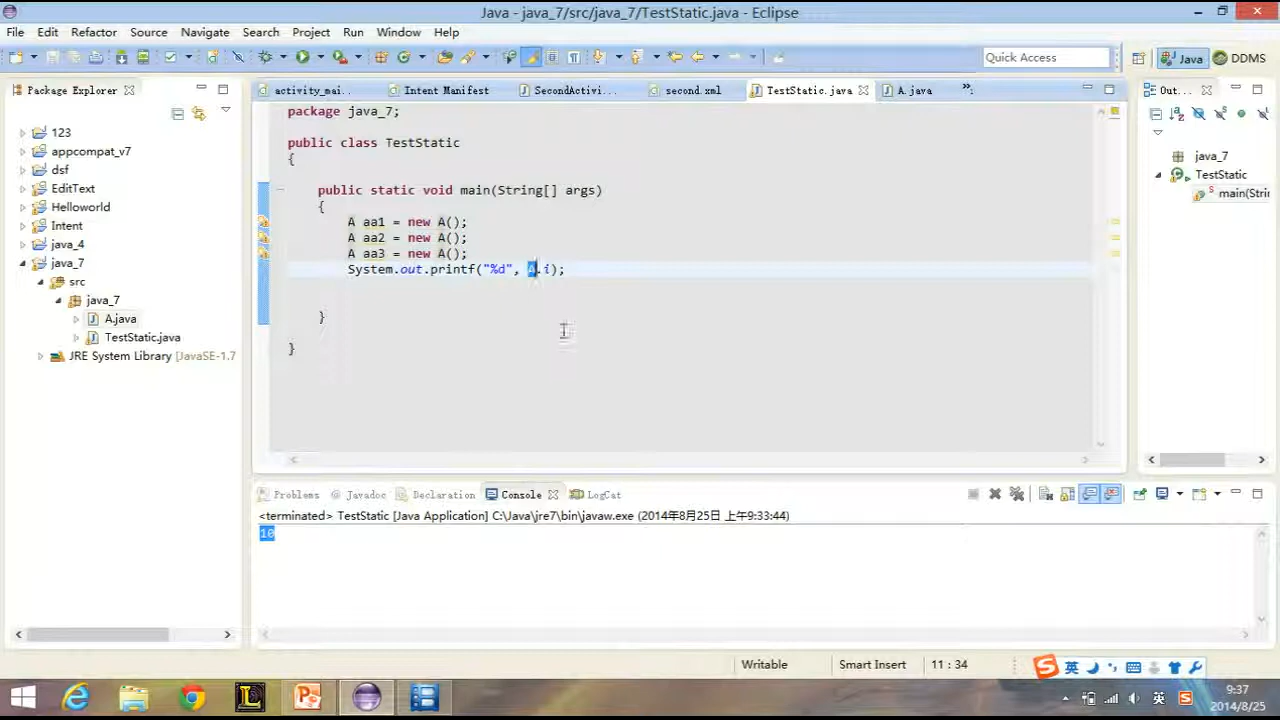 Java - java_7/src/java_7/TestStatic.java - Eclipse
File Edit Refactor Source Navigate Search Project Run Window Help
Quick Access
Java
DDMS
Package Explorer
activity_mai..
Intent Manifest
SecondActivi..
second.xml
TestStatic.java
A.java
Out..
123
appcompat_v7
dsf
EditText
Helloworld
Intent
java_4
java_7
src
java_7
A.java
TestStatic.java
JRE System Library [JavaSE-1.7
package java_7;
public class TestStatic
{
public static void main(String[] args)
{
A aa1 = new A();
A aa2 = new A();
A aa3 = new A();
System.out.printf("%d", A.i);
}
}
java_7
TestStatic
main(Stri
Problems @ Javadoc Declaration Console LogCat
<terminated> TestStatic [Java Application] C:\Java\jre7\bin\javaw.exe (2014年8月25日 上午9:33:44)
10
Writable
Smart Insert
11 : 34
英
英
9:37
2014/8/25